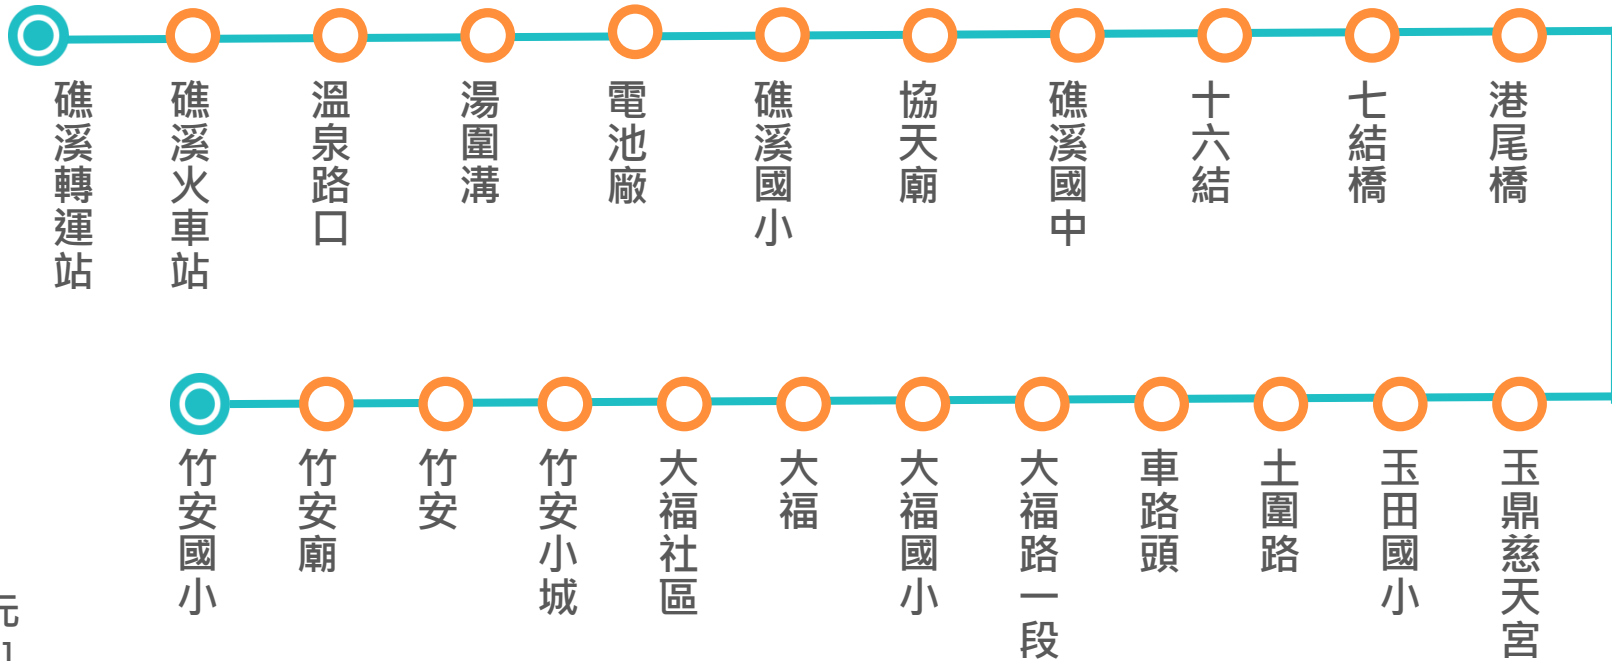 礁溪轉運站
礁溪火車站
溫泉路口
湯圍溝
電池廠
礁溪國小
協天廟
礁溪國中
十六結
七結橋
港尾橋
竹安國小
竹安廟
竹安
竹安小城
大福社區
大福
大福國小
大福路一段
車路頭
土圍路
玉田國小
玉鼎慈天宮
元
1